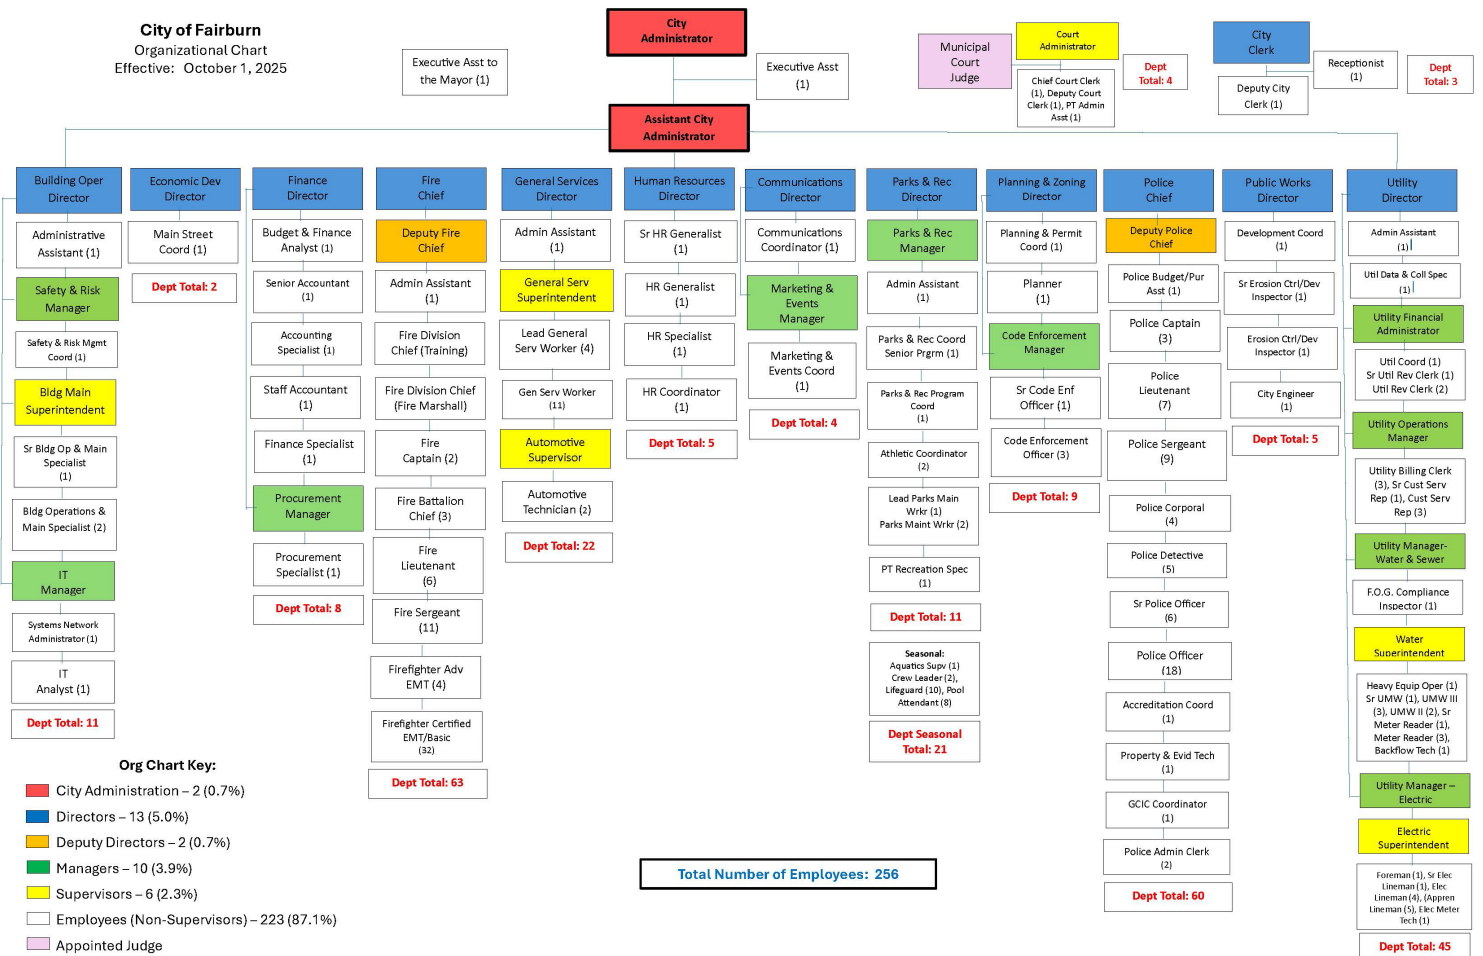 City of Fairburn
Organizational Chart
Effective: October 1, 2025
Executive Asst to
the Mayor (1)
City
Administrator
Executive Asst
(1)
Assistant City
Administrator
Municipal
Court
Judge
Court
Administrator
Chief Court Clerk
(1), Deputy Court
Clerk (1), PT Admin
Asst (1)
Dept
Total: 4
City
Clerk
Deputy City
Clerk (1)
Receptionist
(1)
Dept
Total: 3
Building Oper
Director
Administrative
Assistant (1)
Safety & Risk
Manager
Safety & Risk Mgmt
Coord (1)
Bldg Main
Superintendent
Sr Bldg Op & Main
Specialist
(1)
Bldg Operations &
Main Specialist (2)
IT
Manager
Systems Network
Administrator (1)
IT
Analyst (1)
Dept Total: 11
Economic Dev
Director
Main Street
Coord (1)
Dept Total: 2
Finance
Director
Budget & Finance
Analyst (1)
Senior Accountant
(1)
Accounting
Specialist (1)
Staff Accountant
(1)
Finance Specialist
(1)
Procurement
Manager
Procurement
Specialist (1)
Dept Total: 8
Fire
Chief
Deputy Fire
Chief
Admin Assistant
(1)
Fire Division
Chief (Training)
Fire Division Chief
(Fire Marshall)
Fire
Captain (2)
Fire Battalion
Chief (3)
Fire
Lieutenant
(6)
Fire Sergeant
(11)
Firefighter Adv
EMT (4)
Firefighter Certified
EMT/Basic
(32)
Dept Total: 63
General Services
Director
Admin Assistant
(1)
General Serv
Superintendent
Lead General
Serv Worker (4)
Gen Serv Worker
(11)
Automotive
Supervisor
Automotive
Technician (2)
Dept Total: 22
Human Resources
Director
Sr HR Generalist
(1)
HR Generalist
(1)
HR Specialist
(1)
HR Coordinator
(1)
Dept Total: 5
Communications
Director
Communications
Coordinator (1)
Marketing &
Events
Manager
Marketing &
Events Coord
(1)
Dept Total: 4
Parks & Rec
Director
Parks & Rec
Manager
Admin Assistant
(1)
Parks & Rec Coord
Senior Prgrm (1)
Parks & Rec Program
Coord
(1)
Athletic Coordinator
(2)
Lead Parks Main
Wrkr (1)
Parks Maint Wrkr (2)
PT Recreation Spec
(1)
Dept Total: 11
Seasonal:
Aquatics Supv (1)
Crew Leader (2),
Lifeguard (10), Pool
Attendant (8)
Dept Seasonal
Total: 21
Planning & Zoning
Director
Planning & Permit
Coord (1)
Planner
(1)
Code Enforcement
Manager
Sr Code Enf
Officer (1)
Code Enforcement
Officer (3)
Dept Total: 9
Police
Chief
Deputy Police
Chief
Police Budget/Pur
Asst (1)
Police Captain
(3)
Police
Lieutenant
(7)
Police Sergeant
(9)
Police Corporal
(4)
Police Detective
(5)
Sr Police Officer
(6)
Police Officer
(18)
Accreditation Coord
(1)
Property & Evid Tech
(1)
GCIC Coordinator
(1)
Police Admin Clerk
(2)
Dept Total: 60
Public Works
Director
Development Coord
(1)
Sr Erosion Ctrl/Dev
Inspector (1)
Erosion Ctrl/Dev
Inspector (1)
City Engineer
(1)
Dept Total: 5
Utility
Director
Admin Assistant
(1)
Util Data & Coll Spec
(1)
Utility Financial
Administrator
Util Coord (1)
Sr Util Rev Clerk (1)
Util Rev Clerk (2)
Utility Operations
Manager
Utility Billing Clerk
(3), Sr Cust Serv
Rep (1), Cust Serv
Rep (3)
Utility Manager-
Water & Sewer
F.O.G. Compliance
Inspector (1)
Water
Superintendent
Heavy Equip Oper (1)
Sr UMW (1), UMW III
(3), UMW II (2), Sr
Meter Reader (1),
Meter Reader (3),
Backflow Tech (1)
Utility Manager –
Electric
Electric
Superintendent
Foreman (1), Sr Elec
Lineman (1), Elec
Lineman (4), (Appren
Lineman (5), Elec Meter
Tech (1)
Dept Total: 45
Org Chart Key:
City Administration – 2 (0.7%)
Directors – 13 (5.0%)
Deputy Directors – 2 (0.7%)
Managers – 10 (3.9%)
Supervisors – 6 (2.3%)
Employees (Non-Supervisors) – 223 (87.1%)
Appointed Judge
Total Number of Employees: 256